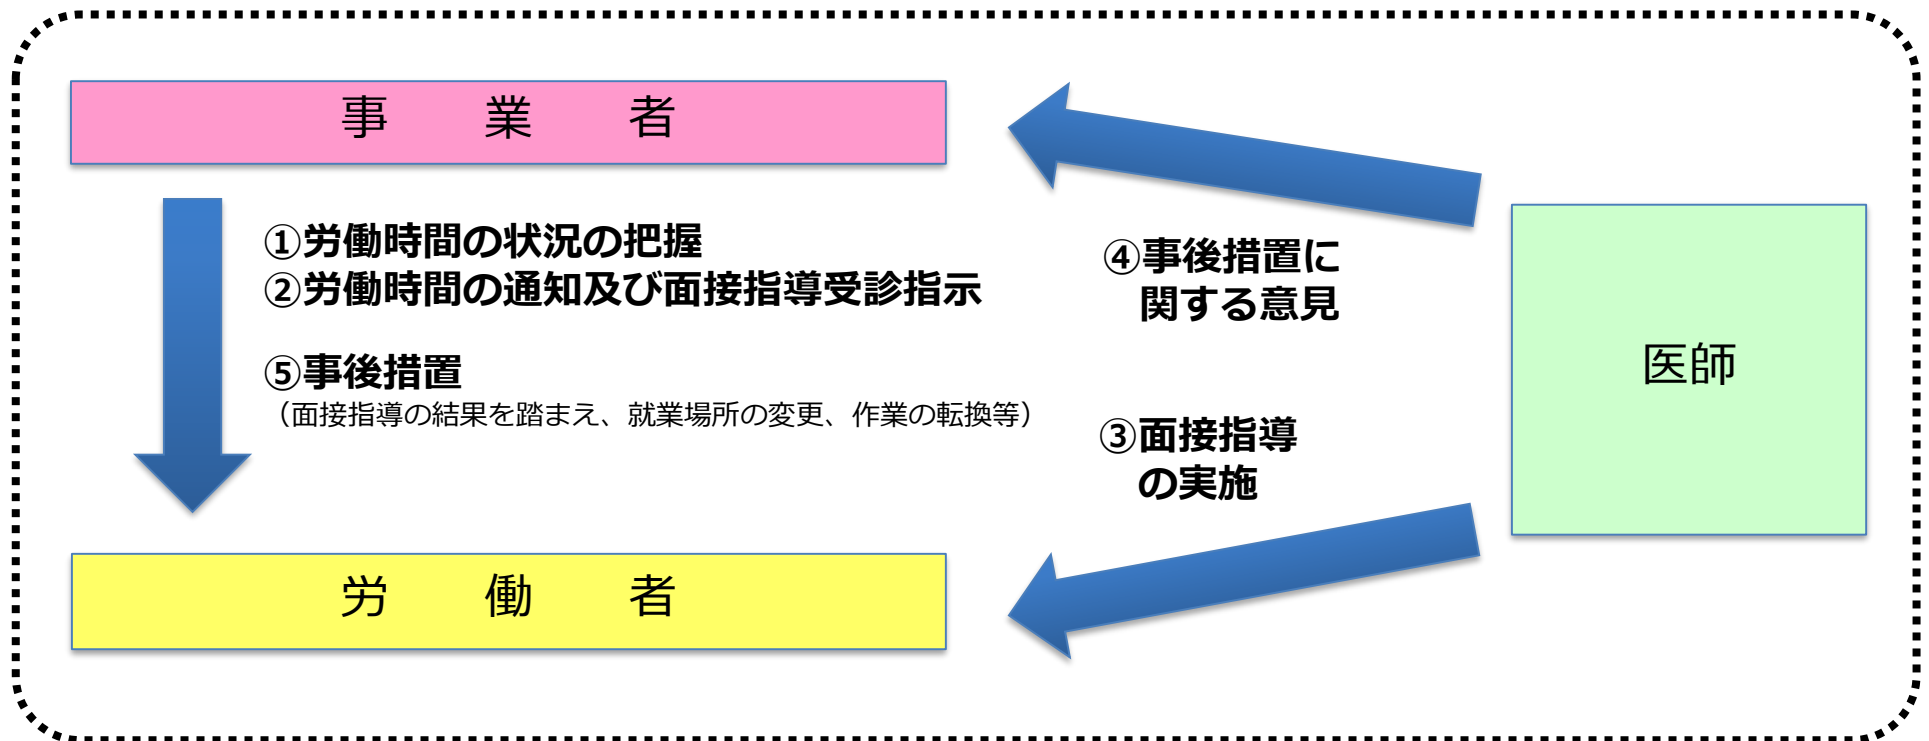 事　業　者
①労働時間の状況の把握
②労働時間の通知及び面接指導受診指示
⑤事後措置
（面接指導の結果を踏まえ、就業場所の変更、作業の転換等）
④事後措置に
関する意見
③面接指導
の実施
医師
労　働　者